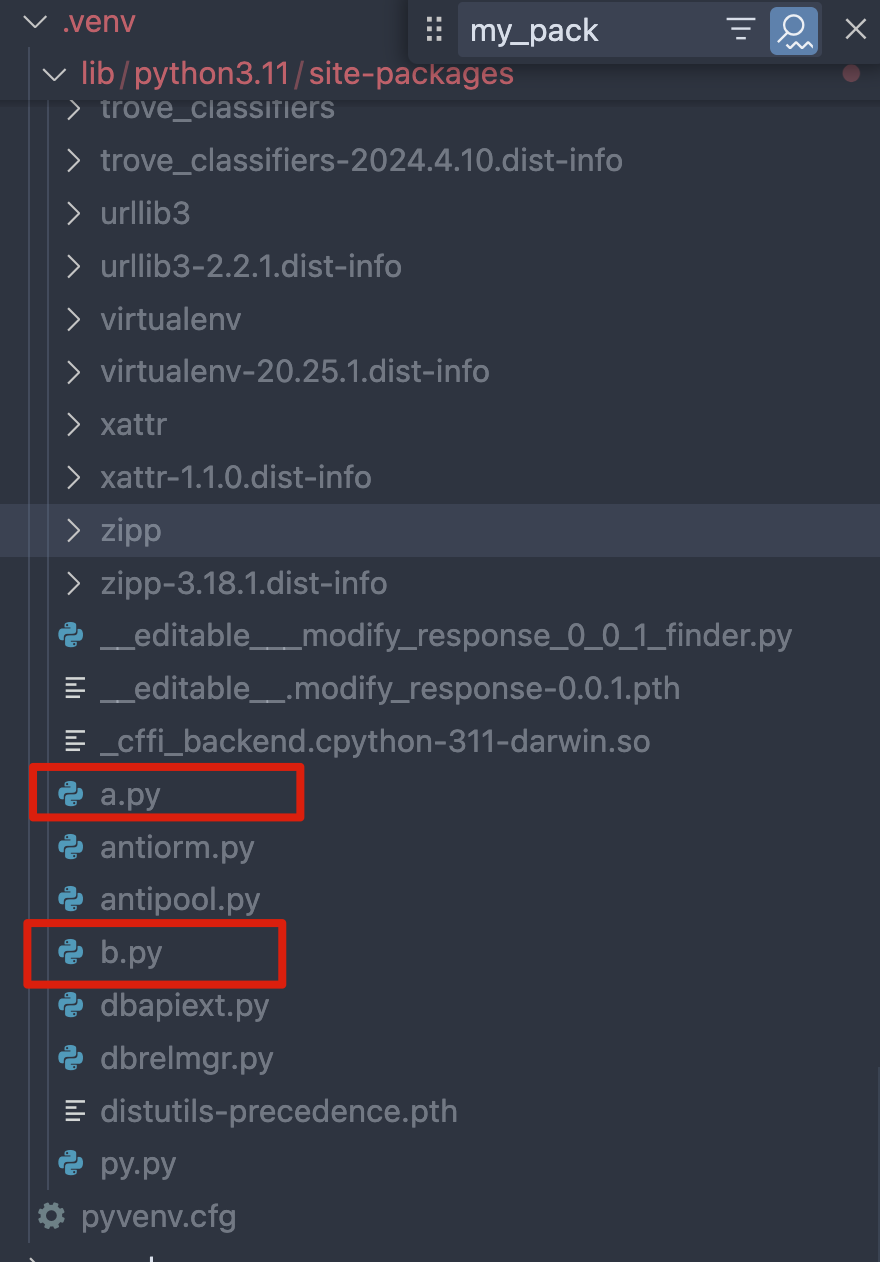 .venv
my_pack
lib/python3.11/site-packages
trove_classifiers
trove_classifiers-2024.4.10.dist-info
urllib3
urllib3-2.2.1.dist-info
virtualenv
virtualenv-20.25.1.dist-info
xattr
xattr-1.1.0.dist-info
zipp
zipp-3.18.1.dist-info
__editable___modify_response_0_0_1_finder.py
__editable__.modify_response-0.0.1.pth
_cffi_backend.cpython-311-darwin.so
a.py
antiorm.py
antipool.py
b.py
dbapiext.py
dbrelmgr.py
distutils-precedence.pth
py.py
pyvenv.cfg